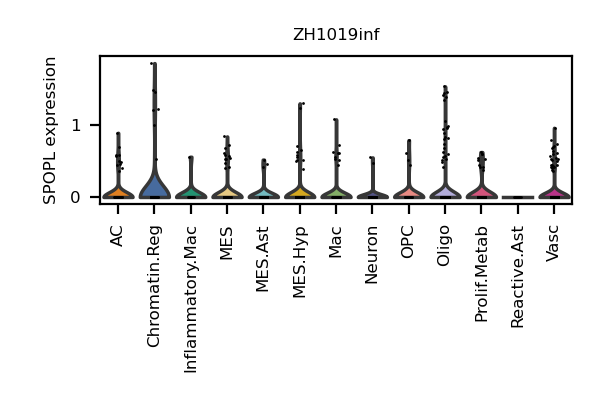 ZH1019inf
SPOPL expression
1
0
AC
Chromatin.Reg
Inflammatory.Mac
MES
MES.Ast
MES.Hyp
Mac
Neuron
OPC
Oligo
Prolif.Metab
Reactive.Ast
Vasc